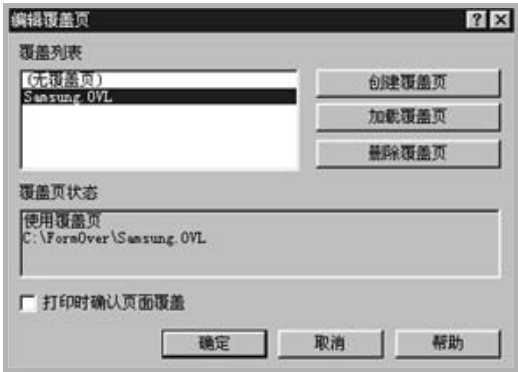 编辑覆盖页
覆盖列表
(无覆盖页)
Samsung.OVL
创建覆盖页
加载覆盖页
删除覆盖页
覆盖页状态
使用覆盖页
C:\FormOver\Samsung.OVL
打印时确认页面覆盖
确定 取消 帮助